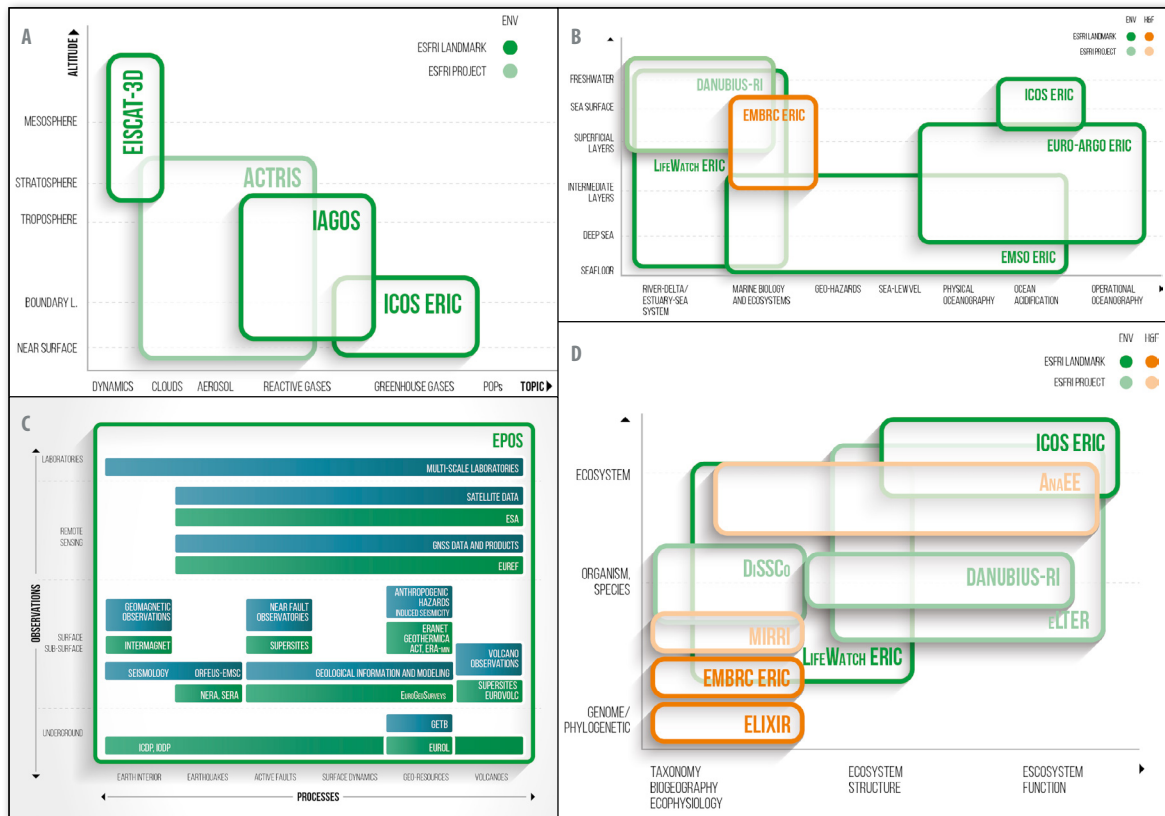 A
ENV
ESFRI LANDMARK
ESFRI PROJECT
ALTITUDE
MESOSPHERE
STRATOSPHERE
TROPOSPHERE
BOUNDARY L.
NEAR SURFACE
EISCAT-3D
ACTRIS
IAGOS
ICOS ERIC
DYNAMICS
CLOUDS
AEROSOL
REACTIVE GASES
GREENHOUSE GASES
POPs
TOPIC
B
ENV
H&F
ESFRI LANDMARK
ESFRI PROJECT
FRESHWATER
SEA SURFACE
SUPERFICIAL
LAYERS
INTERMEDIATE
LAYERS
DEEP SEA
SEAFLOOR
DANUBIUS-RI
EMBRC ERIC
LIFEWATCH ERIC
ICOS ERIC
EURO-ARGO ERIC
EMSO ERIC
RIVER-DELTA/
ESTUARY-SEA
SYSTEM
MARINE BIOLOGY
AND ECOSYSTEMS
GEO-HAZARDS
SEA-LEWVEL
PHYSICAL
OCEANOGRAPHY
OCEAN
ACIDIFICATION
OPERATIONAL
OCEANOGRAPHY
C
EPOS
OBSERVATIONS
LABORATORIES
REMOTE
SENSING
SURFACE
SUB-SURFACE
UNDERGROUND
MULTI-SCALE LABORATORIES
SATELLITE DATA
ESA
GNSS DATA AND PRODUCTS
EUREF
GEOMAGNETIC
OBSERVATIONS
INTERMAGNET
NEAR FAULT
OBSERVATORIES
SUPERSITES
ANTHROPOGENIC
HAZARDS
INDUCED SEISMICITY
ERANET
GEOTHERMICA
ACT, ERA-MIN
VOLCANO
OBSERVATIONS
SEISMOLOGY
ORFEUS-EMSC
GEOLOGICAL INFORMATION AND MODELING
NERA, SERA
EUROGEOSURVEYS
SUPERSITES
EUROVOLC
GETB
ICDP, IODP
EUROL
EARTH INTERIOR
EARTHQUAKES
ACTIVE FAULTS
SURFACE DYNAMICS
GEO-RESOURCES
VOLCANOES
PROCESSES
D
ENV
H&F
ESFRI LANDMARK
ESFRI PROJECT
ECOSYSTEM
ORGANISM,
SPECIES
GENOME/
PHYLOGENETIC
ICOS ERIC
ANAEE
DISSCO
DANUBIUS-RI
ELTER
MIRRI
LIFEWATCH ERIC
EMBRC ERIC
ELIXIR
TAXONOMY
BIOGEOGRAPHY
ECOPHYSIOLOGY
ECOSYSTEM
STRUCTURE
ESCOSYSTEM
FUNCTION